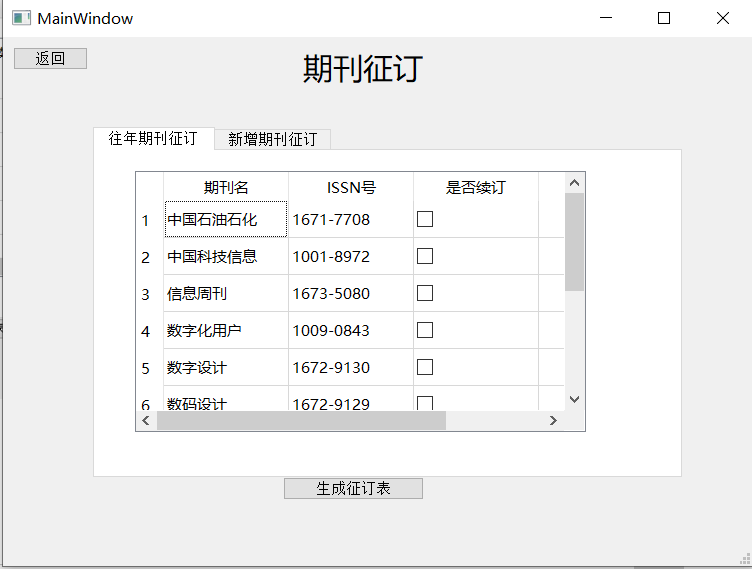 MainWindow
返回
期刊征订
往年期刊征订 新增期刊征订
期刊名 ISSN号 是否续订
1 中国石油石化 1671-7708
2 中国科技信息 1001-8972
3 信息周刊 1673-5080
4 数字化用户 1009-0843
5 数字设计 1672-9130
6 数码设计 1672-9129
生成征订表